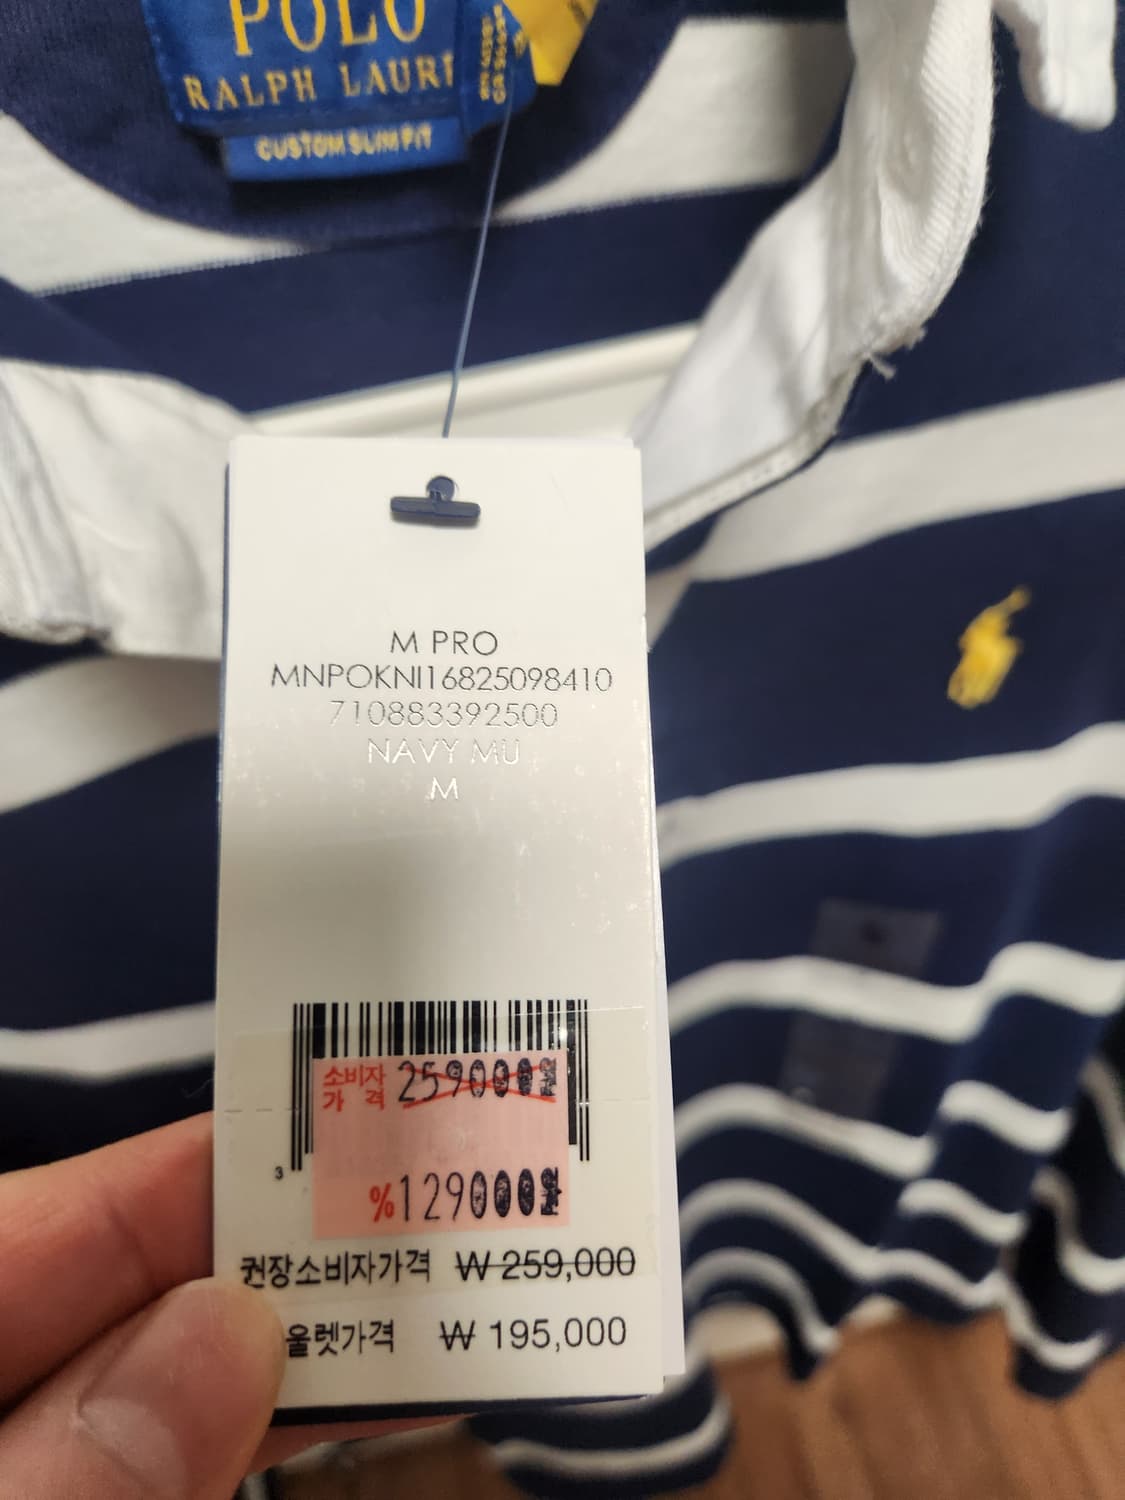 POLO
RALPH LAURE
CUSTOM SLIM FIT
M PRO
MNPOKNI16825098410
710883392500
NAVY MU
M
소비자 259000원
가 격
3
%129000원
권장소비자가격 ₩ 259,000
울렛가격 ₩ 195,000